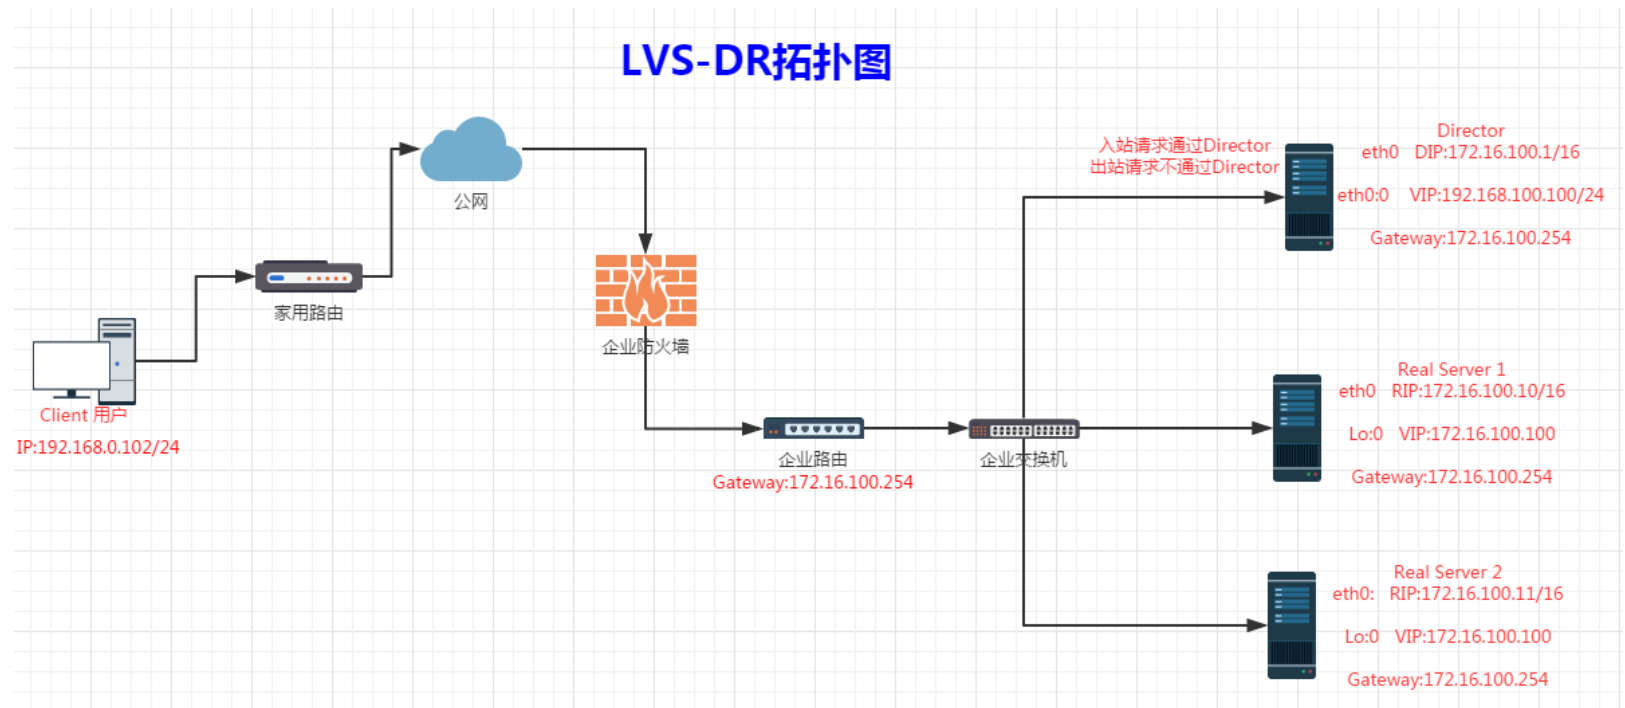 LVS-DR拓扑图
公网
家用路由
Client 用户
IP:192.168.0.102/24
企业防火墙
企业路由
Gateway:172.16.100.254
企业交换机
入站请求通过Director
出站请求不通过Director
Director
eth0 DIP:172.16.100.1/16
eth0:0 VIP:192.168.100.100/24
Gateway:172.16.100.254
Real Server 1
eth0 RIP:172.16.100.10/16
Lo:0 VIP:172.16.100.100
Gateway:172.16.100.254
Real Server 2
eth0: RIP:172.16.100.11/16
Lo:0 VIP:172.16.100.100
Gateway:172.16.100.254